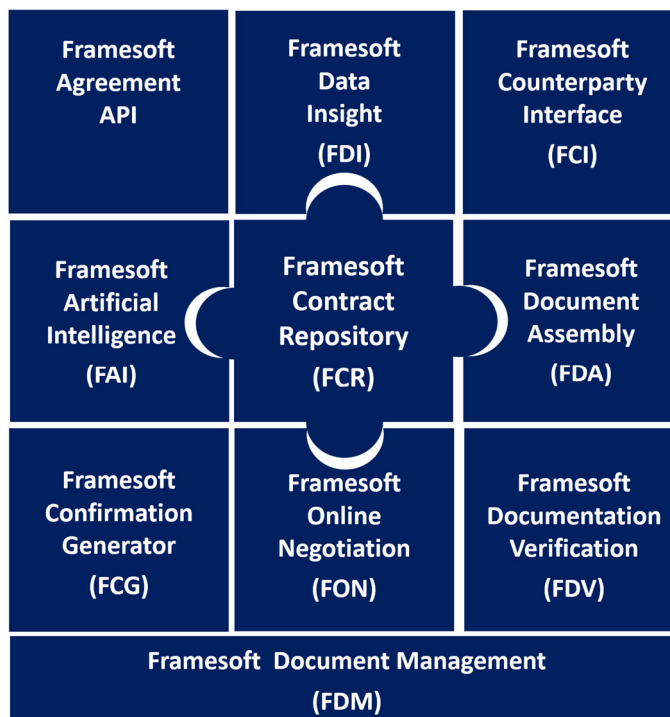 Framesoft
Agreement
API
Framesoft
Data
Insight
(FDI)
Framesoft
Counterparty
Interface
(FCI)
Framesoft
Artificial
Intelligence
(FAI)
Framesoft
Contract
Repository
(FCR)
Framesoft
Document
Assembly
(FDA)
Framesoft
Confirmation
Generator
(FCG)
Framesoft
Online
Negotiation
(FON)
Framesoft
Documentation
Verification
(FDV)
Framesoft Document Management
(FDM)